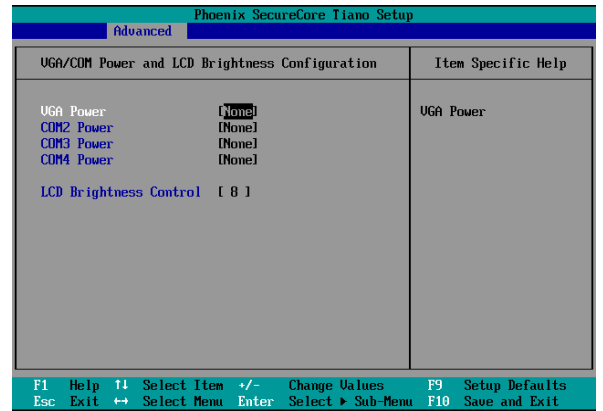 Phoenix SecureCore Tiano Setup
Advanced
VGA/COM Power and LCD Brightness Configuration
Item Specific Help
VGA Power [None]
VGA Power
COM2 Power [None]
COM3 Power [None]
COM4 Power [None]
LCD Brightness Control [ 8 ]
F1 Help ↑↓ Select Item +/- Change Values F9 Setup Defaults
Esc Exit ↔ Select Menu Enter Select ▶ Sub-Menu F10 Save and Exit